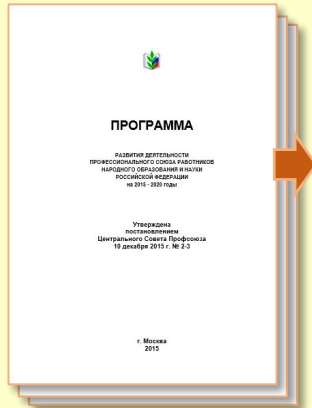 ПРОГРАММА
РАЗВИТИЯ ДЕЯТЕЛЬНОСТИ
ПРОФЕССИОНАЛЬНОГО СОЮЗА РАБОТНИКОВ
НАРОДНОГО ОБРАЗОВАНИЯ И НАУКИ
РОССИЙСКОЙ ФЕДЕРАЦИИ
на 2015 - 2020 годы
Утверждена
постановлением
Центрального Совета Профсоюза
10 декабря 2015 г. № 2-3
г. Москва
2015